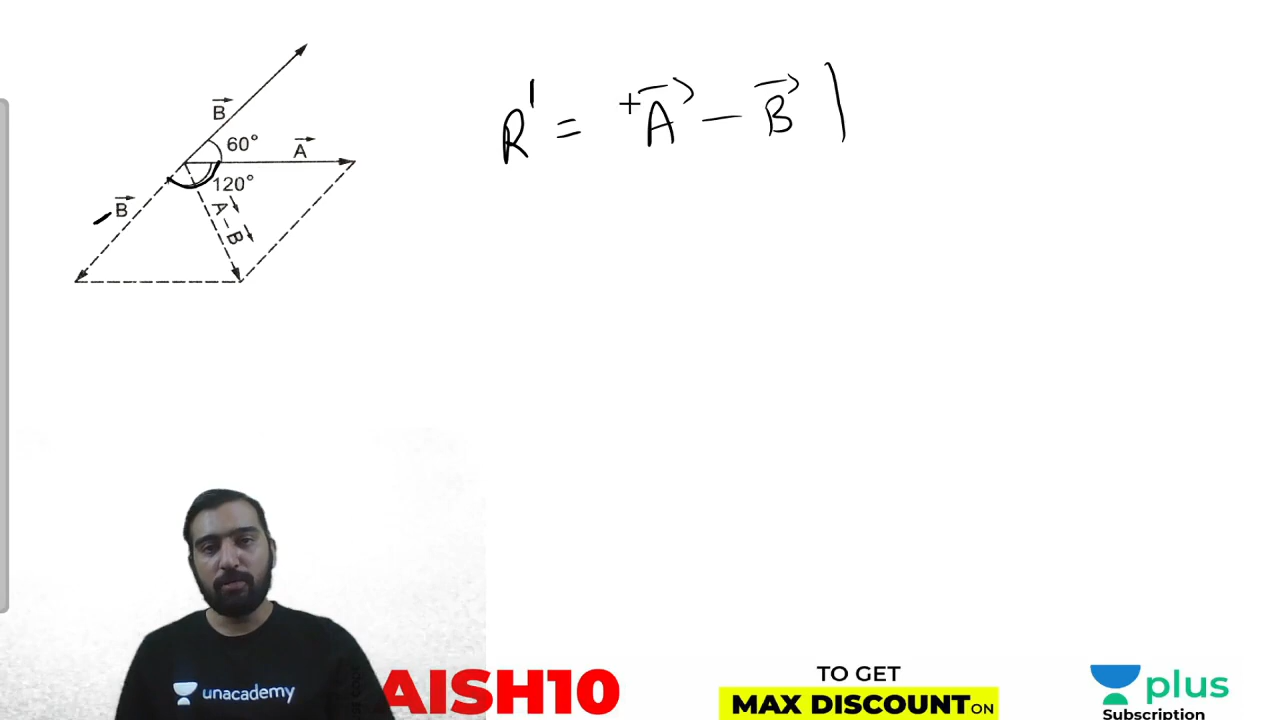 B⃗
60°
A⃗
120°
–B⃗
A⃗ – B⃗
R' = +A⃗ – B⃗ |
unacademy
AISH10
TO GET
MAX DISCOUNT ON
plus
Subscription